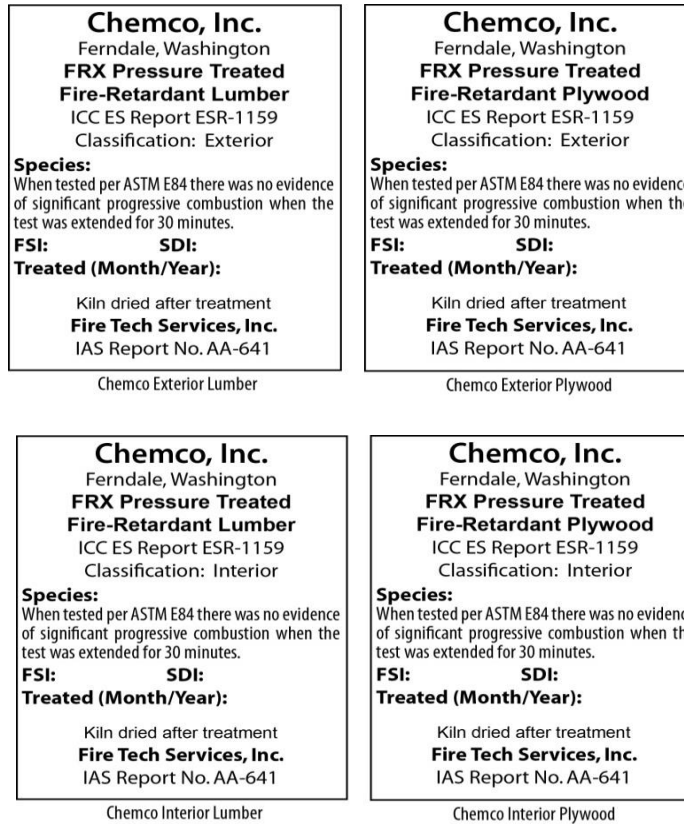 Chemco, Inc.
Ferndale, Washington
FRX Pressure Treated
Fire-Retardant Lumber
ICC ES Report ESR-1159
Classification: Exterior
Species:
When tested per ASTM E84 there was no evidence
of significant progressive combustion when the
test was extended for 30 minutes.
FSI: SDI:
Treated (Month/Year):
Kiln dried after treatment
Fire Tech Services, Inc.
IAS Report No. AA-641
Chemco Exterior Lumber
Chemco, Inc.
Ferndale, Washington
FRX Pressure Treated
Fire-Retardant Plywood
ICC ES Report ESR-1159
Classification: Exterior
Species:
When tested per ASTM E84 there was no evidence
of significant progressive combustion when the
test was extended for 30 minutes.
FSI: SDI:
Treated (Month/Year):
Kiln dried after treatment
Fire Tech Services, Inc.
IAS Report No. AA-641
Chemco Exterior Plywood
Chemco, Inc.
Ferndale, Washington
FRX Pressure Treated
Fire-Retardant Lumber
ICC ES Report ESR-1159
Classification: Interior
Species:
When tested per ASTM E84 there was no evidence
of significant progressive combustion when the
test was extended for 30 minutes.
FSI: SDI:
Treated (Month/Year):
Kiln dried after treatment
Fire Tech Services, Inc.
IAS Report No. AA-641
Chemco Interior Lumber
Chemco, Inc.
Ferndale, Washington
FRX Pressure Treated
Fire-Retardant Plywood
ICC ES Report ESR-1159
Classification: Interior
Species:
When tested per ASTM E84 there was no evidenc
of significant progressive combustion when th
test was extended for 30 minutes.
FSI: SDI:
Treated (Month/Year):
Kiln dried after treatment
Fire Tech Services, Inc.
IAS Report No. AA-641
Chemco Interior Plywood